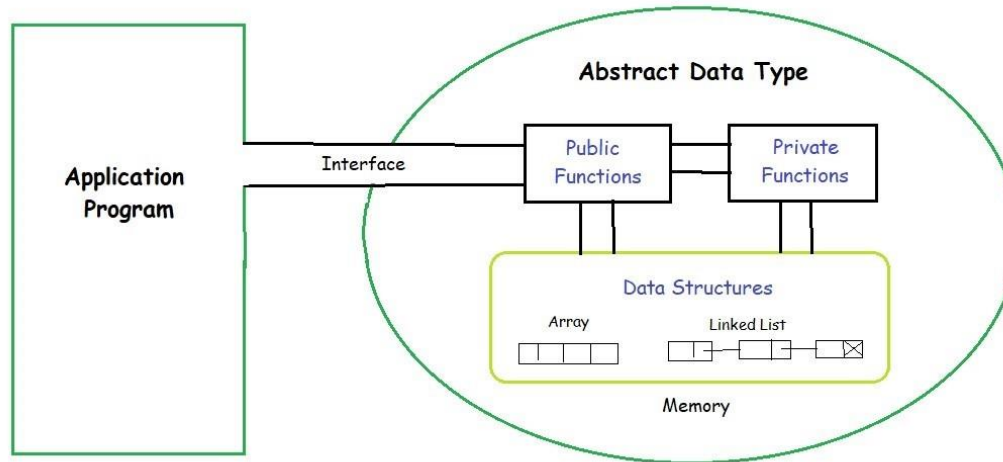 Abstract Data Type
Application
Program
Interface
Public
Functions
Private
Functions
Data Structures
Array
Linked List
Memory